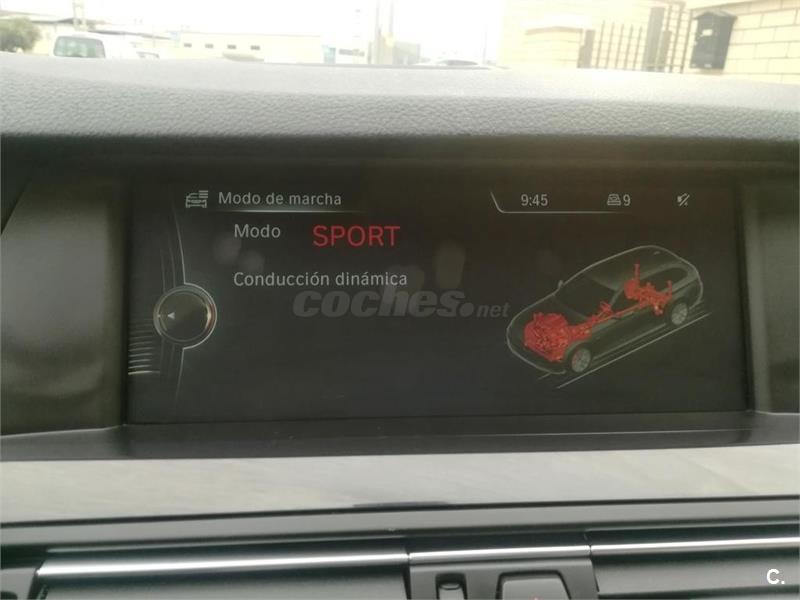 Modo de marcha
9:45
9
Modo SPORT
Conducción dinámica
coches.net
c.